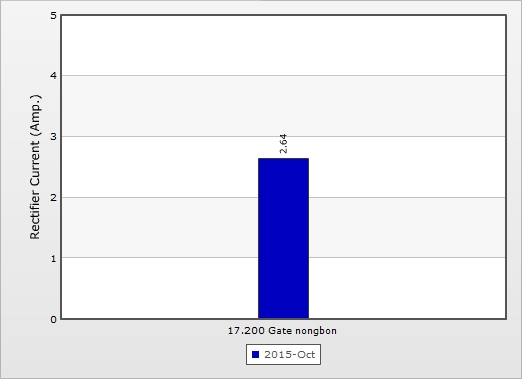 5
4
3
2
1
0
Rectifier Current (Amp.)
2.64
17.200 Gate nongbon
2015-Oct